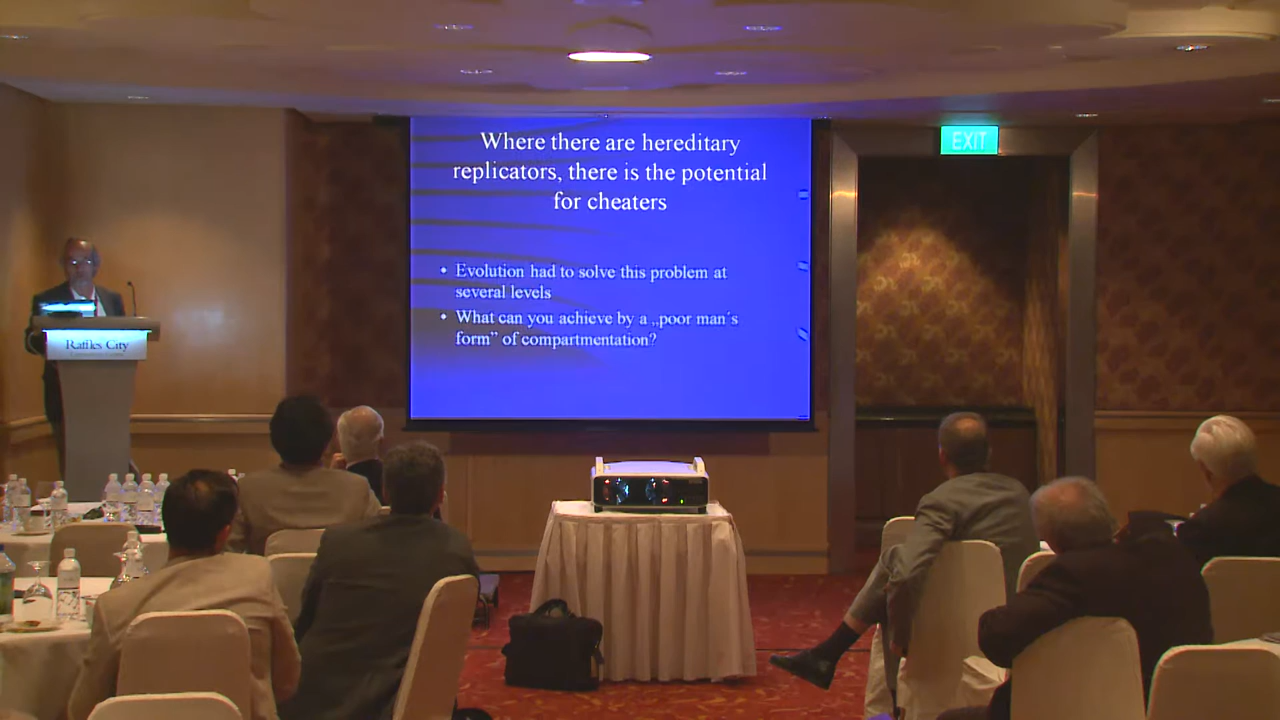 Where there are hereditary
replicators, there is the potential
for cheaters
• Evolution had to solve this problem at
several levels
• What can you achieve by a „poor man´s
form” of compartmentation?
EXIT
Raffles City